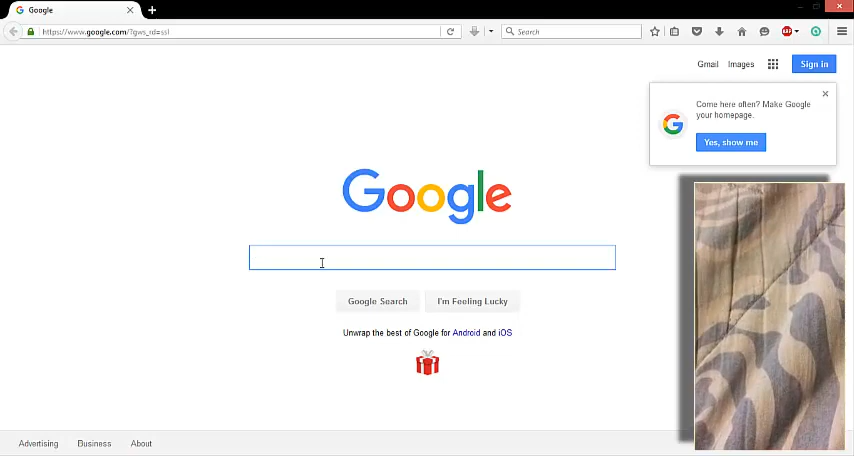 Google
https://www.google.com/?gws_rd=ssl
Search
ABP
Gmail Images
Sign in
Come here often? Make Google
your homepage.
Yes, show me
Google
Google Search I'm Feeling Lucky
Unwrap the best of Google for Android and iOS
Advertising Business About